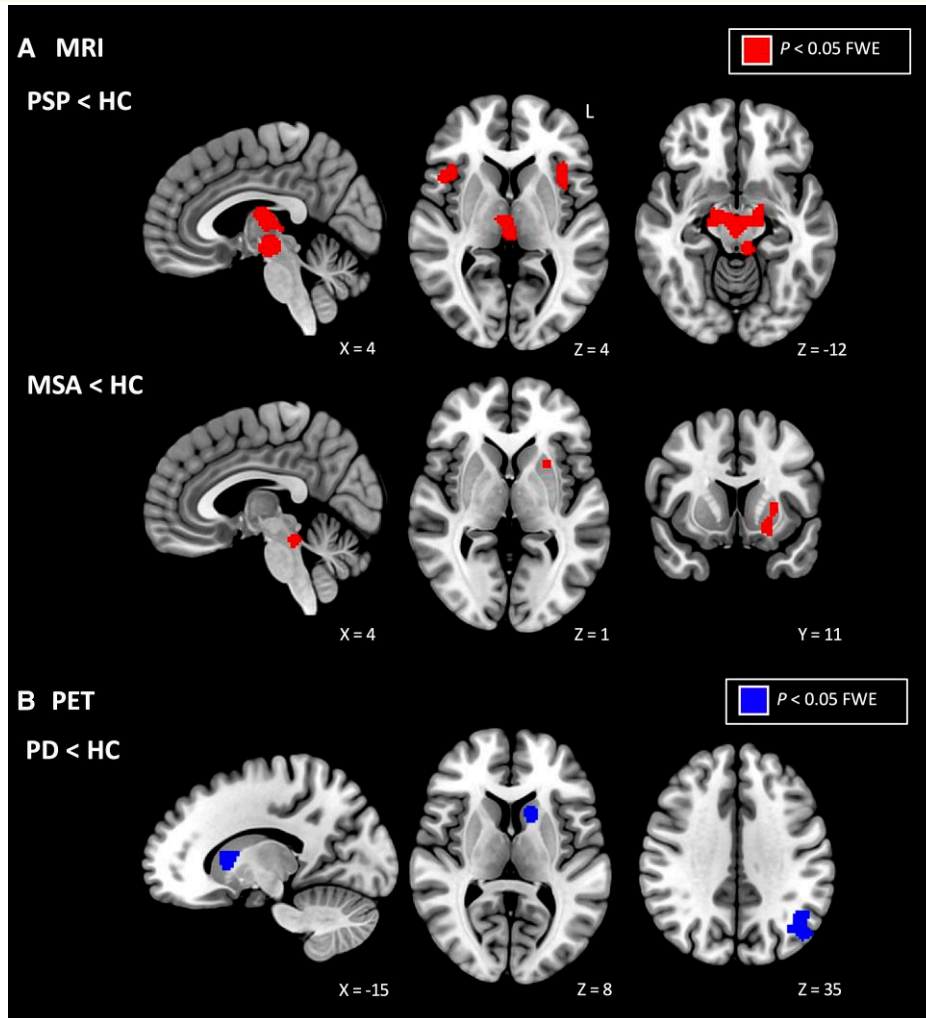 A MRI
P < 0.05 FWE
PSP < HC
L
X = 4
Z = 4
Z = -12
MSA < HC
X = 4
Z = 1
Y = 11
B PET
P < 0.05 FWE
PD < HC
X = -15
Z = 8
Z = 35